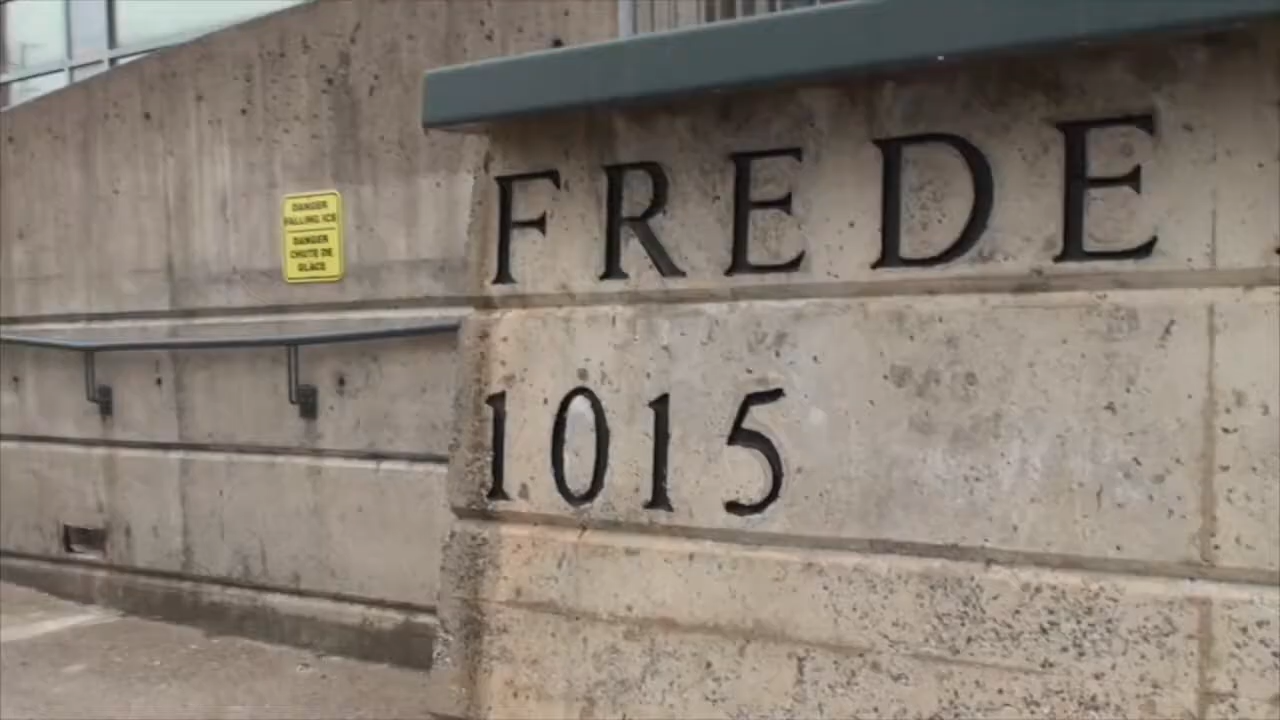 DANGER
FALLING ICE
DANGER
CHUTE DE
GLACE
FREDE
1015